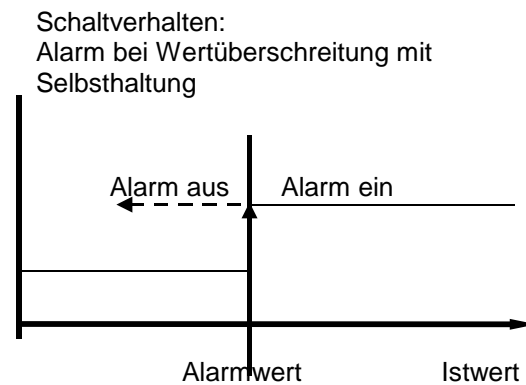 Schaltverhalten:
Alarm bei Wertüberschreitung mit
Selbsthaltung
Alarm aus
Alarm ein
Alarmwert
Istwert